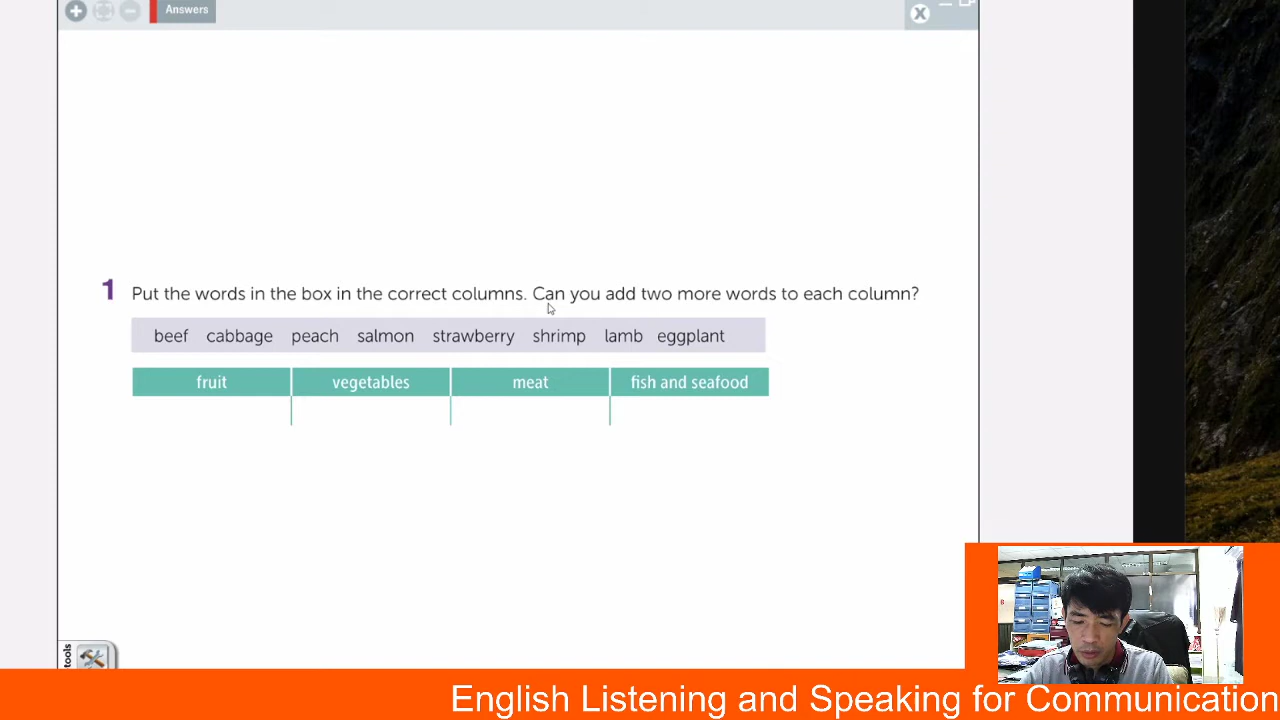 Answers
1 Put the words in the box in the correct columns. Can you add two more words to each column?
beef cabbage peach salmon strawberry shrimp lamb eggplant
fruit vegetables meat fish and seafood
tools
English Listening and Speaking for Communication